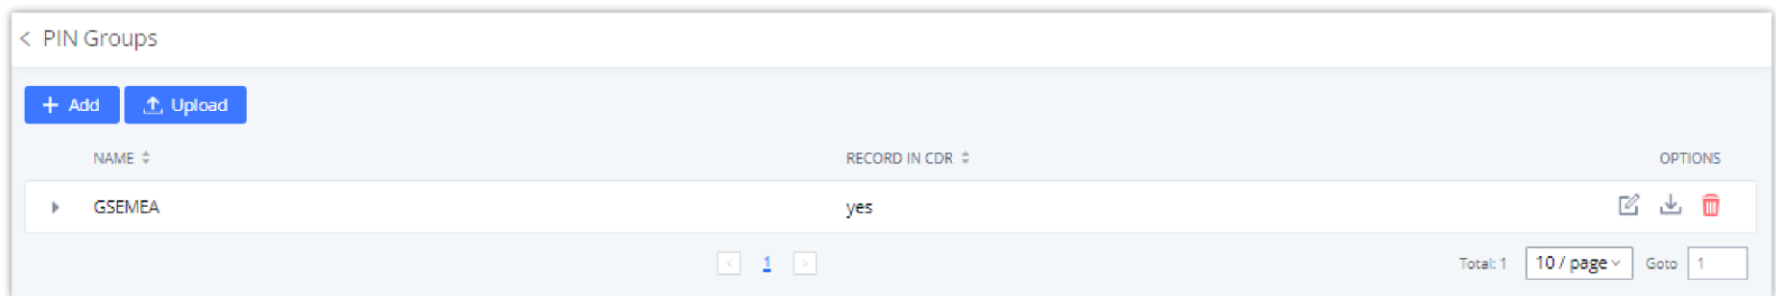 < PIN Groups
+ Add Upload
NAME RECORD IN CDR OPTIONS
GSEMEA yes
< 1 > Total: 1 10 / page Goto 1